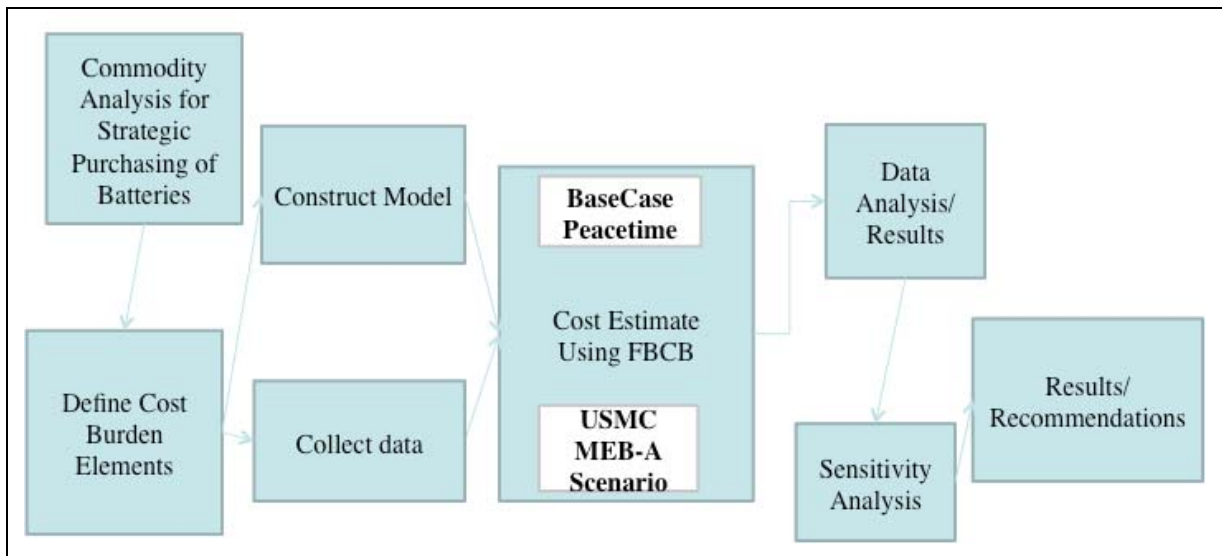 Commodity
Analysis for
Strategic
Purchasing of
Batteries
Define Cost
Burden
Elements
Construct Model
Collect data
BaseCase
Peacetime
Cost Estimate
Using FBCB
USMC
MEB-A
Scenario
Data
Analysis/
Results
Sensitivity
Analysis
Results/
Recommendations